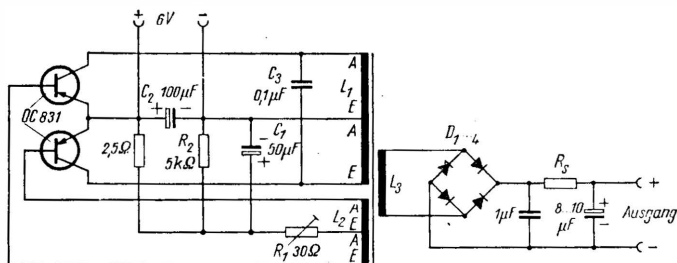 + 6V −
OC 831
C2 100µF
+ −
2,5Ω
R2
5kΩ
C1
50µF
−
+
C3
0,1µF
A
L1
E
A
E
A
L2
E
A
E
R1 30Ω
L3
D1...4
RS
1µF
8...10
µF
+
−
+
Ausgang
−